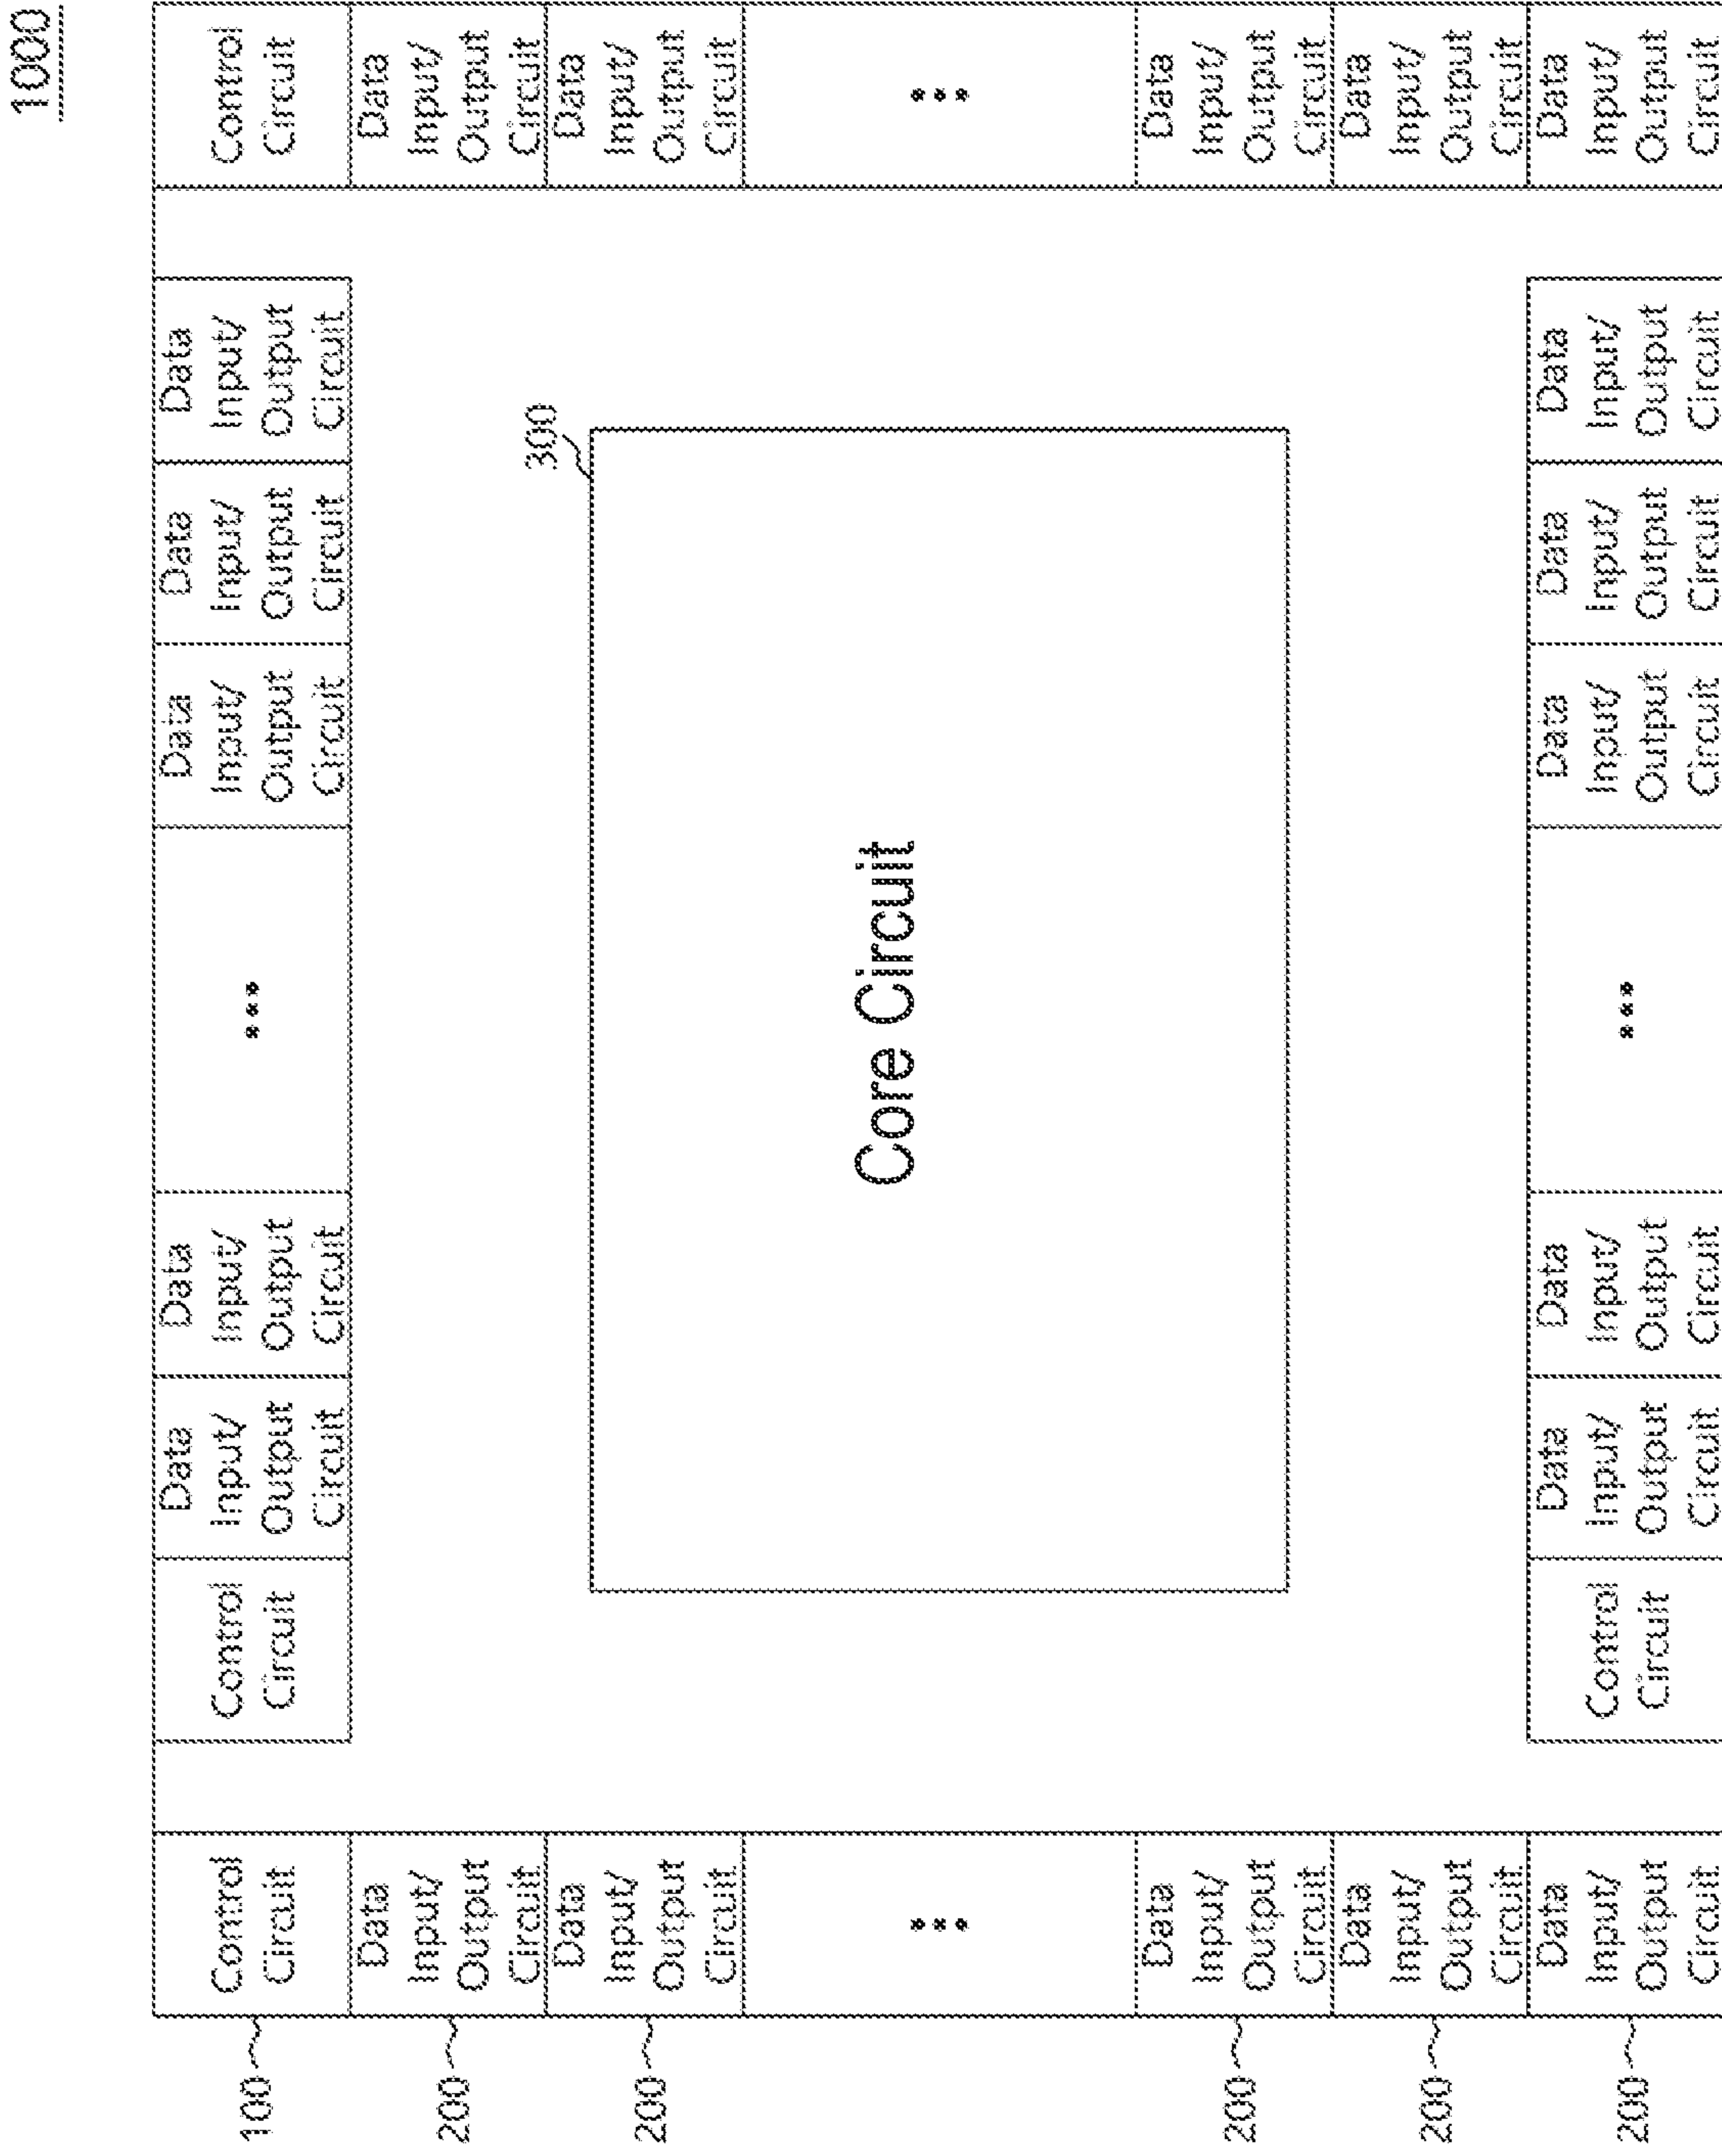 1000
100
Control
Circuit
Control
Circuit
Data
Input/
Output
Circuit
Data
Input/
Output
Circuit
...
Data
Input/
Output
Circuit
Data
Input/
Output
Circuit
Data
Input/
Output
Circuit
Control
Circuit
200
Data
Input/
Output
Circuit
Data
Input/
Output
Circuit
200
Data
Input/
Output
Circuit
300
Data
Input/
Output
Circuit
...
Core Circuit
...
200
Data
Input/
Output
Circuit
Data
Input/
Output
Circuit
200
Data
Input/
Output
Circuit
Data
Input/
Output
Circuit
200
Data
Input/
Output
Circuit
Control
Circuit
Data
Input/
Output
Circuit
Data
Input/
Output
Circuit
...
Data
Input/
Output
Circuit
Data
Input/
Output
Circuit
Data
Input/
Output
Circuit
Data
Input/
Output
Circuit